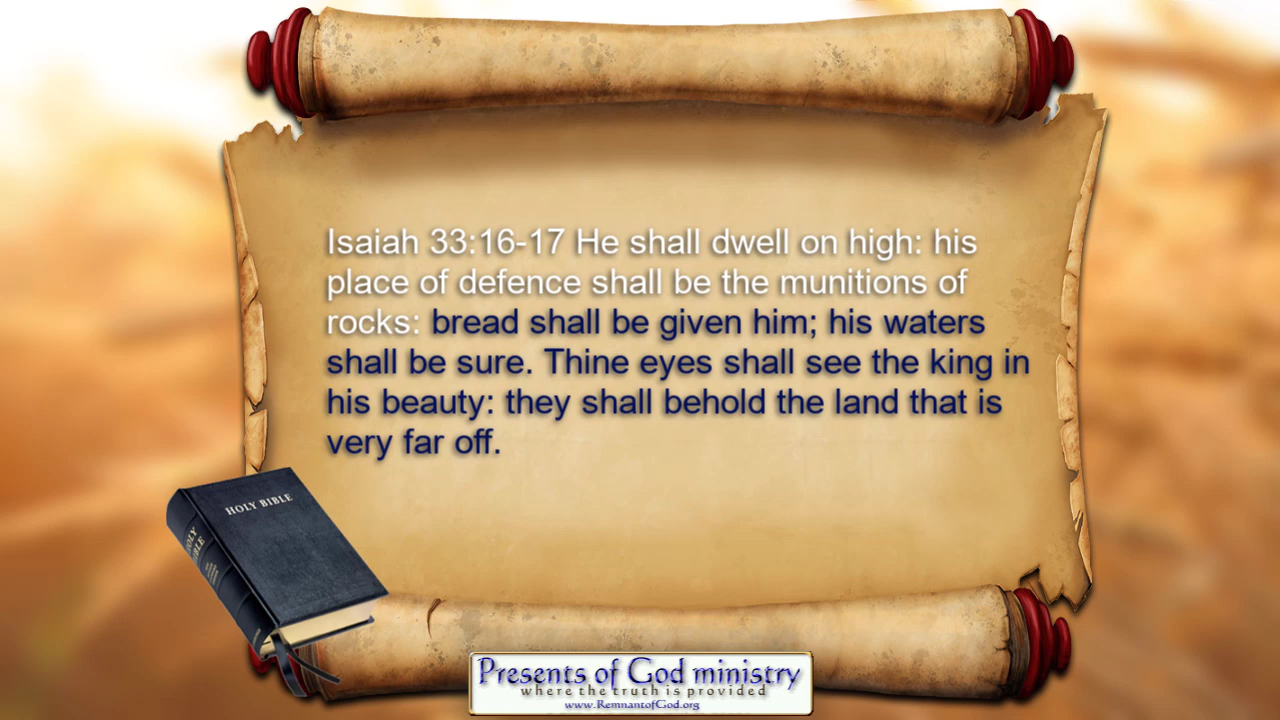 Isaiah 33:16-17 He shall dwell on high: his
place of defence shall be the munitions of
rocks: bread shall be given him; his waters
shall be sure. Thine eyes shall see the king in
his beauty: they shall behold the land that is
very far off.
HOLY BIBLE
HOLY
BIBLE
Presents of God ministry
where the truth is provided
www.RemnantofGod.org